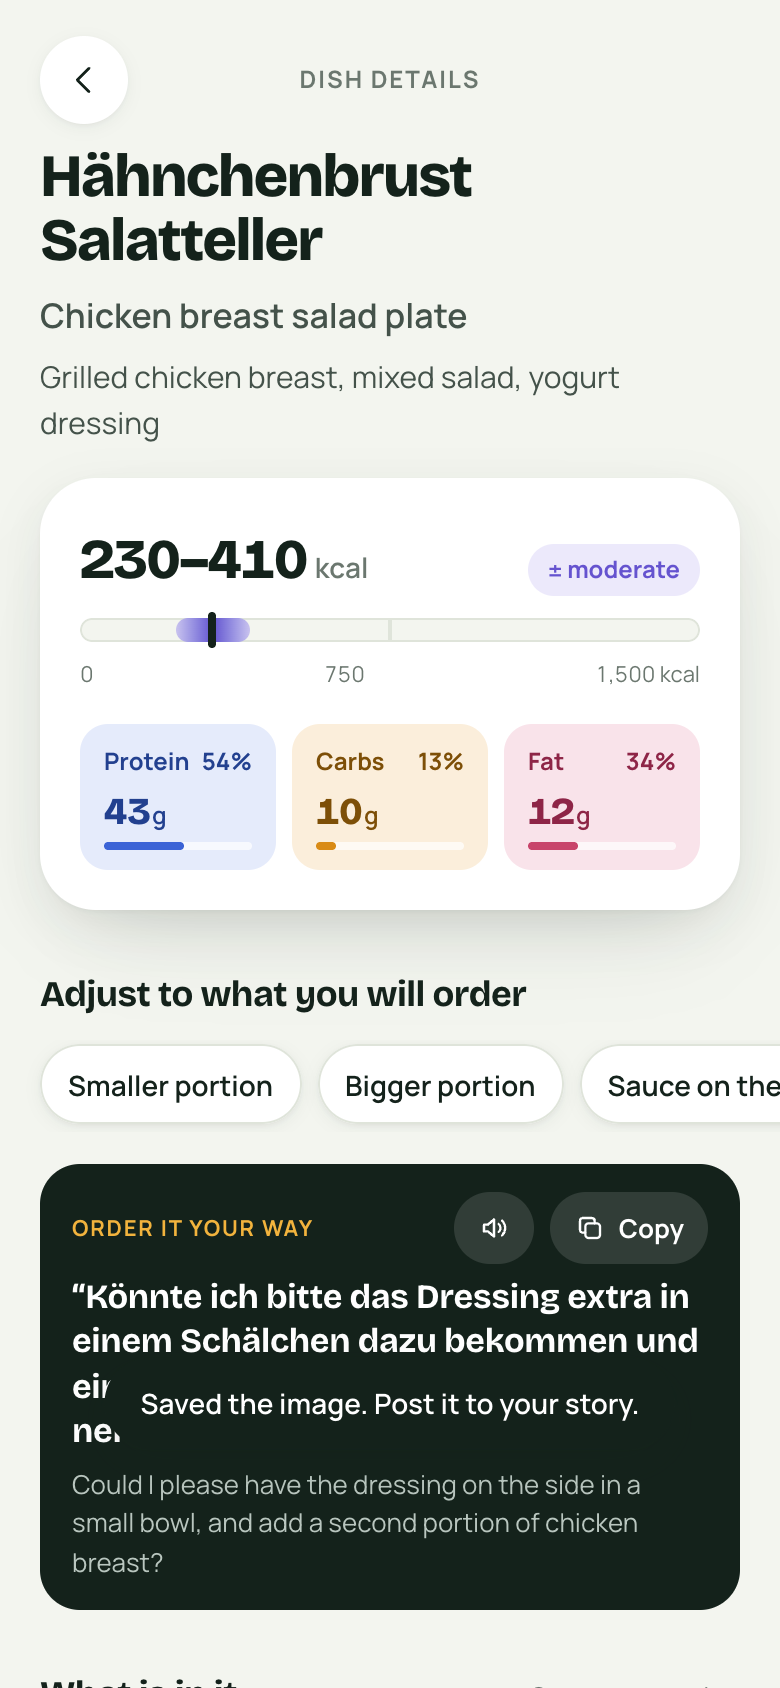 DISH DETAILS
Hähnchenbrust
Salatteller
Chicken breast salad plate
Grilled chicken breast, mixed salad, yogurt
dressing
230–410 kcal
± moderate
0 750 1,500 kcal
Protein 54%
43g
Carbs 13%
10g
Fat 34%
12g
Adjust to what you will order
Smaller portion
Bigger portion
Sauce on the
ORDER IT YOUR WAY
Copy
“Könnte ich bitte das Dressing extra in
einem Schälchen dazu bekommen und
Saved the image. Post it to your story.
Could I please have the dressing on the side in a
small bowl, and add a second portion of chicken
breast?
What is in it